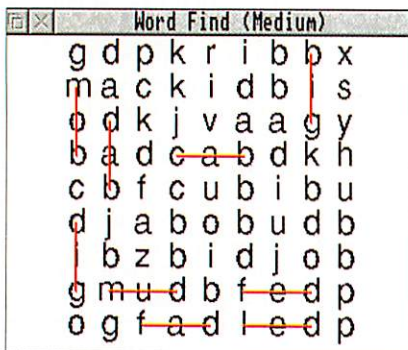 Word Find (Medium)
g d p k r i b b x
m a c k i d b i s
o d k j v a a g y
b a d c a b d k h
c b f c u b i b u
d j a b o b u d b
i b z b i d j o b
g m u d b f e d p
o g f a d l e d p